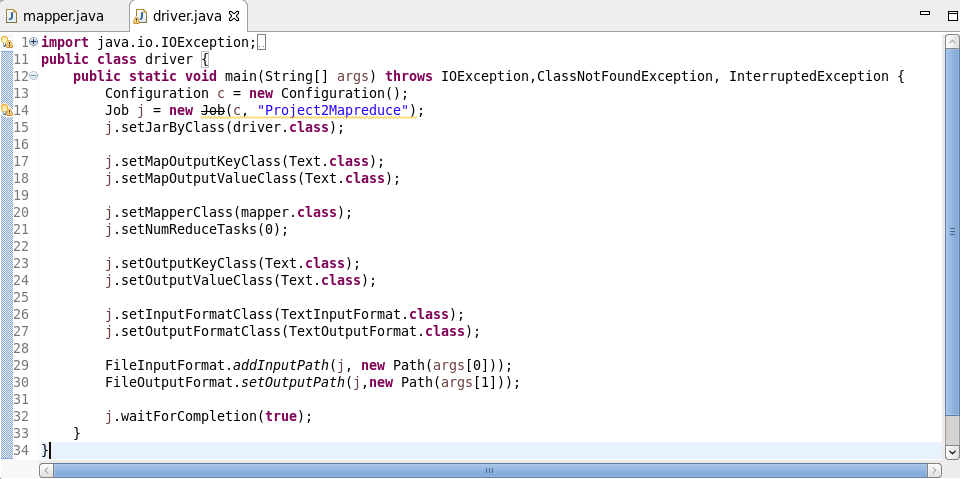 mapper.java driver.java
1 import java.io.IOException;
11 public class driver {
12 public static void main(String[] args) throws IOException,ClassNotFoundException, InterruptedException {
13 Configuration c = new Configuration();
14 Job j = new Job(c, "Project2Mapreduce");
15 j.setJarByClass(driver.class);
16
17 j.setMapOutputKeyClass(Text.class);
18 j.setMapOutputValueClass(Text.class);
19
20 j.setMapperClass(mapper.class);
21 j.setNumReduceTasks(0);
22
23 j.setOutputKeyClass(Text.class);
24 j.setOutputValueClass(Text.class);
25
26 j.setInputFormatClass(TextInputFormat.class);
27 j.setOutputFormatClass(TextOutputFormat.class);
28
29 FileInputFormat.addInputPath(j, new Path(args[0]));
30 FileOutputFormat.setOutputPath(j,new Path(args[1]));
31
32 j.waitForCompletion(true);
33 }
34 }